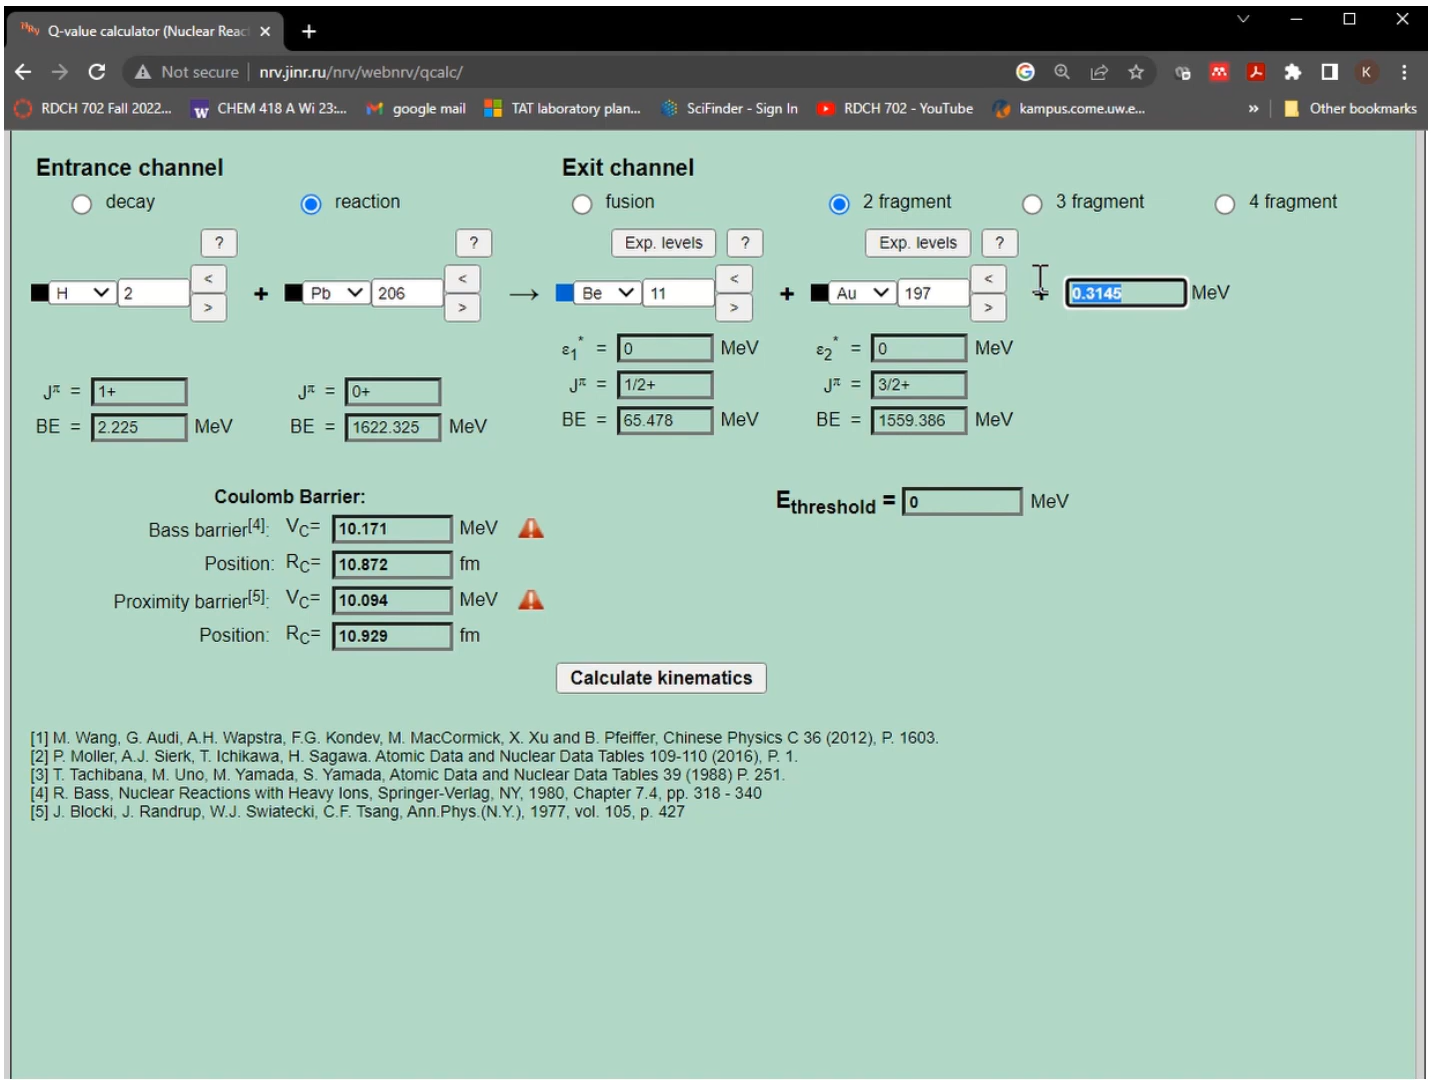 Q-value calculator (Nuclear Reac
Not secure | nrv.jinr.ru/nrv/webnrv/qcalc/ K
RDCH 702 Fall 2022... CHEM 418 A Wi 23:... google mail TAT laboratory plan... SciFinder - Sign In RDCH 702 - YouTube kampus.come.uw.e... » Other bookmarks
Entrance channel Exit channel
decay reaction fusion 2 fragment 3 fragment 4 fragment
? ? Exp. levels ? Exp. levels ?
H 2 < > + Pb 206 < > → Be 11 < > + Au 197 < > + 0.3145 MeV
ε1* = 0 MeV ε2* = 0 MeV
Jπ = 1+ Jπ = 0+ Jπ = 1/2+ Jπ = 3/2+
BE = 2.225 MeV BE = 1622.325 MeV BE = 65.478 MeV BE = 1559.386 MeV
Coulomb Barrier: Ethreshold = 0 MeV
Bass barrier[4]: VC= 10.171 MeV
Position: RC= 10.872 fm
Proximity barrier[5]: VC= 10.094 MeV
Position: RC= 10.929 fm
Calculate kinematics
[1] M. Wang, G. Audi, A.H. Wapstra, F.G. Kondev, M. MacCormick, X. Xu and B. Pfeiffer, Chinese Physics C 36 (2012), P. 1603.
[2] P. Moller, A.J. Sierk, T. Ichikawa, H. Sagawa. Atomic Data and Nuclear Data Tables 109-110 (2016), P. 1.
[3] T. Tachibana, M. Uno, M. Yamada, S. Yamada, Atomic Data and Nuclear Data Tables 39 (1988) P. 251.
[4] R. Bass, Nuclear Reactions with Heavy Ions, Springer-Verlag, NY, 1980, Chapter 7.4, pp. 318 - 340
[5] J. Blocki, J. Randrup, W.J. Swiatecki, C.F. Tsang, Ann.Phys.(N.Y.), 1977, vol. 105, p. 427